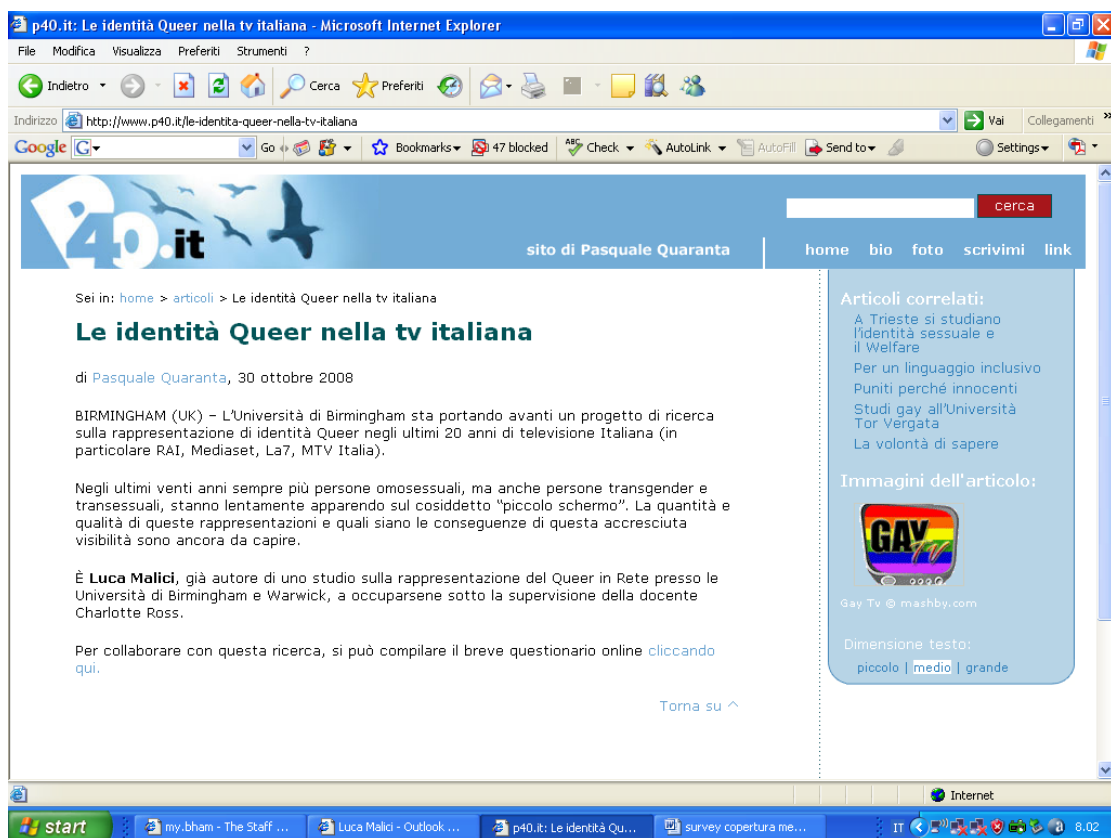 p40.it: Le identità Queer nella tv italiana - Microsoft Internet Explorer
File Modifica Visualizza Preferiti Strumenti ?
Indietro Cerca Preferiti
Indirizzo http://www.p40.it/le-identita-queer-nella-tv-italiana Vai Collegamenti »
Google G Go Bookmarks 47 blocked ABC Check AutoLink AutoFill Send to Settings
P40.it
cerca
sito di Pasquale Quaranta home bio foto scrivimi link
Sei in: home > articoli > Le identità Queer nella tv italiana
Le identità Queer nella tv italiana
di Pasquale Quaranta, 30 ottobre 2008
BIRMINGHAM (UK) – L'Università di Birmingham sta portando avanti un progetto di ricerca
sulla rappresentazione di identità Queer negli ultimi 20 anni di televisione Italiana (in
particolare RAI, Mediaset, La7, MTV Italia).
Negli ultimi venti anni sempre più persone omosessuali, ma anche persone transgender e
transessuali, stanno lentamente apparendo sul cosiddetto “piccolo schermo”. La quantità e
qualità di queste rappresentazioni e quali siano le conseguenze di questa accresciuta
visibilità sono ancora da capire.
È Luca Malici, già autore di uno studio sulla rappresentazione del Queer in Rete presso le
Università di Birmingham e Warwick, a occuparsene sotto la supervisione della docente
Charlotte Ross.
Per collaborare con questa ricerca, si può compilare il breve questionario online cliccando
qui.
Torna su ^
Articoli correlati:
A Trieste si studiano
l'identità sessuale e
il Welfare
Per un linguaggio inclusivo
Puniti perché innocenti
Studi gay all'Università
Tor Vergata
La volontà di sapere
Immagini dell'articolo:
GAY
TV
Gay Tv @ mashby.com
Dimensione testo:
piccolo | medio | grande
Internet
start my.bham - The Staff ... Luca Malici - Outlook ... p40.it: Le identità Qu... survey copertura me... IT 8.02